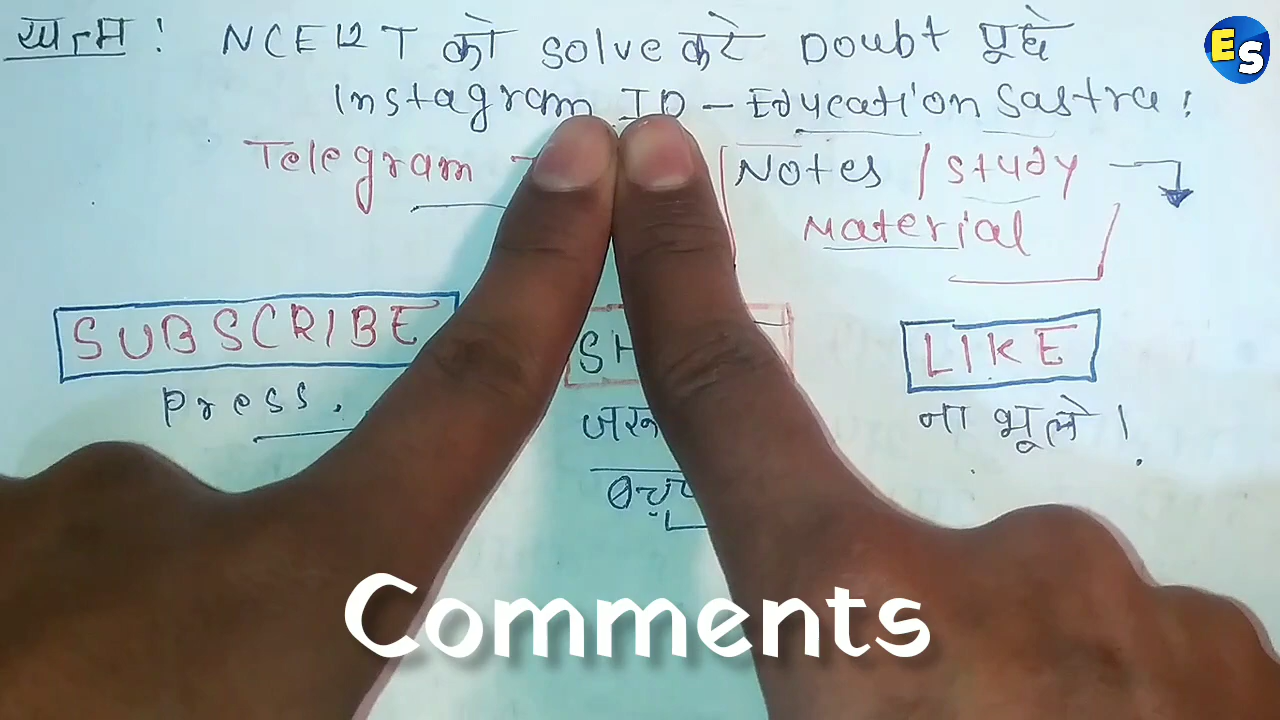 ES
NCERT को solve करे Doubt पूछे
Instagram ID - Education Sastra !
Telegram → Notes / study
Material
SUBSCRIBE
LIKE
Press.
ना भूले !
Comments